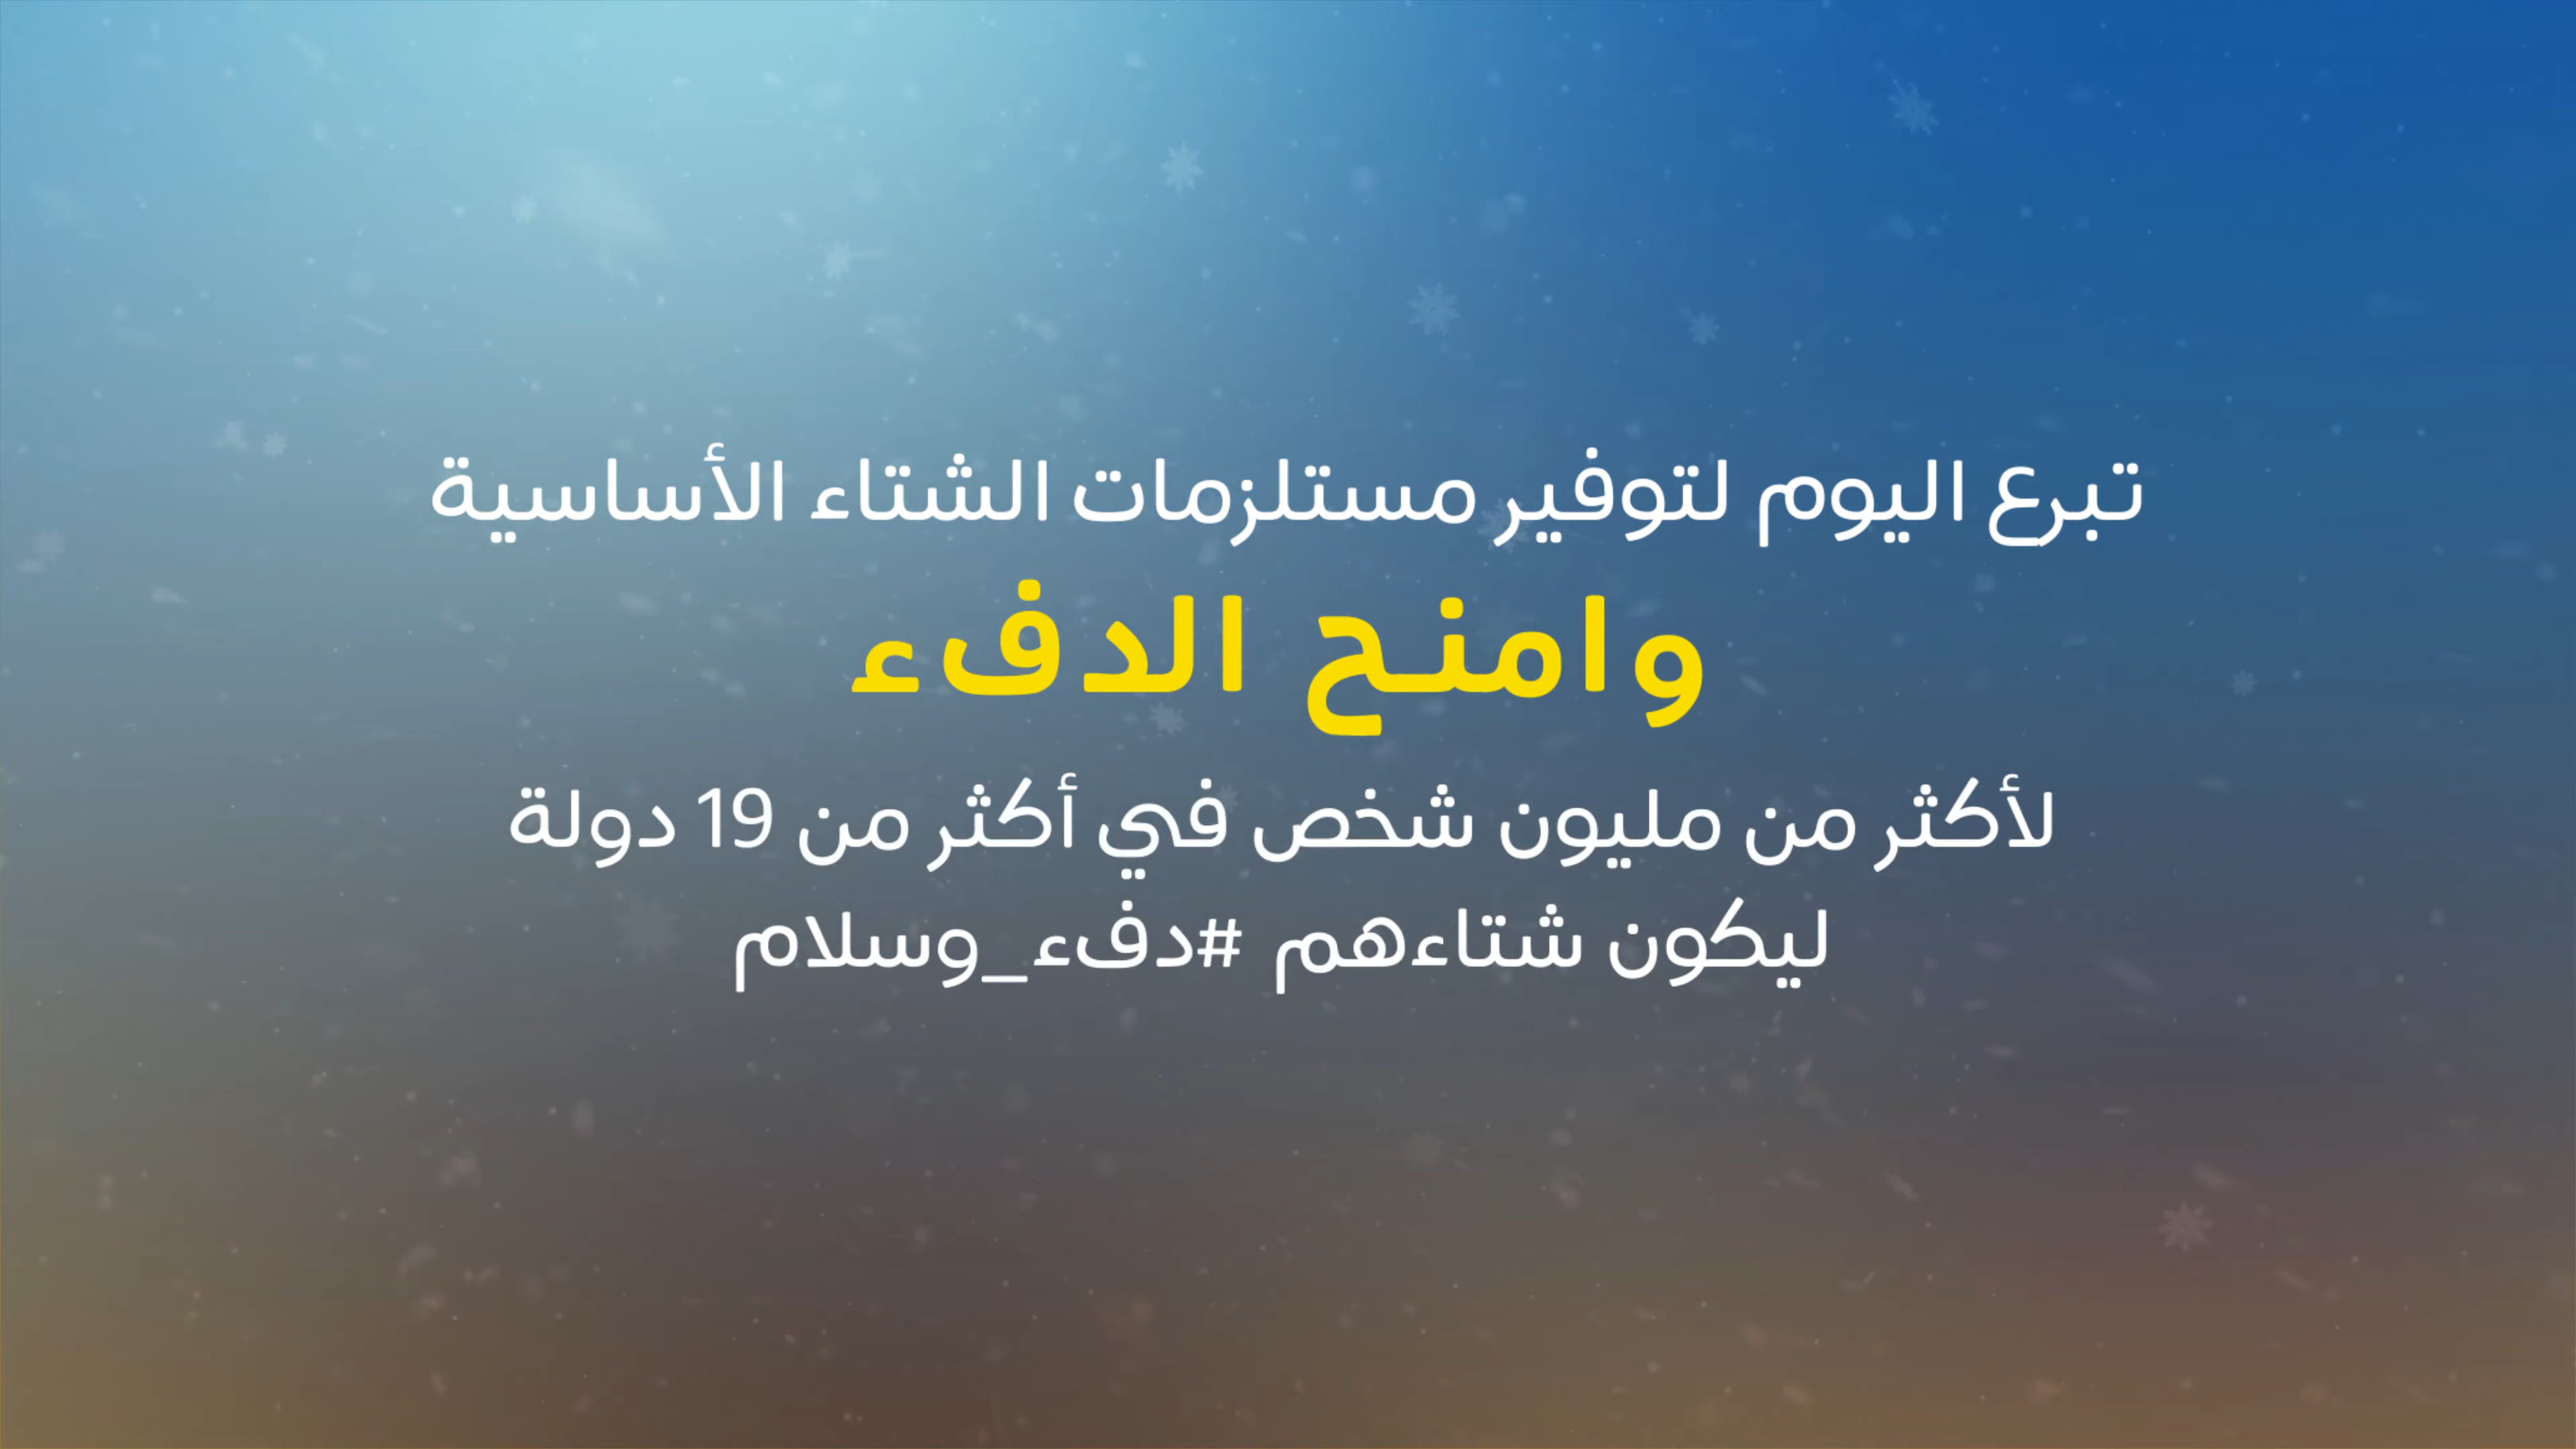 تبرع اليوم لتوفير مستلزمات الشتاء الأساسية
وامنح الدفء
لأكثر من مليون شخص في أكثر من 19 دولة
ليكون شتاءهم #دفء_وسلام